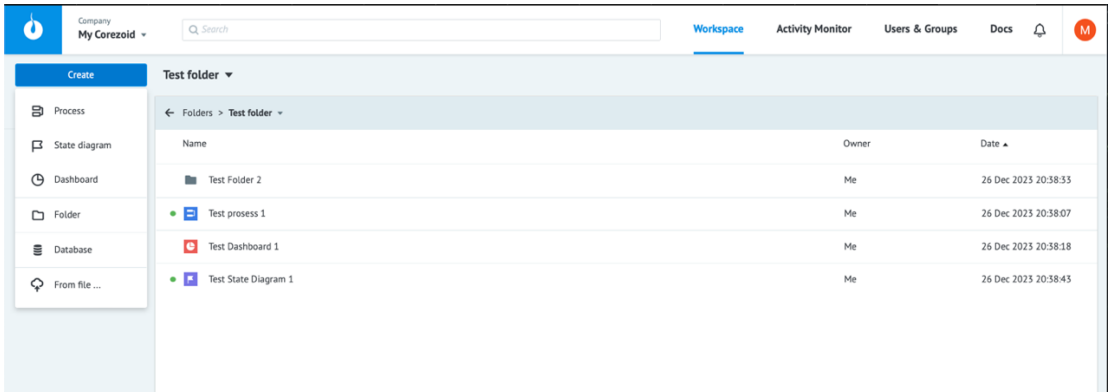 Company
My Corezoid
Search
Workspace Activity Monitor Users & Groups Docs M
Create
Process
State diagram
Dashboard
Folder
Database
From file ...
Test folder
Folders > Test folder
Name Owner Date
Test Folder 2 Me 26 Dec 2023 20:38:33
Test prosess 1 Me 26 Dec 2023 20:38:07
Test Dashboard 1 Me 26 Dec 2023 20:38:18
Test State Diagram 1 Me 26 Dec 2023 20:38:43